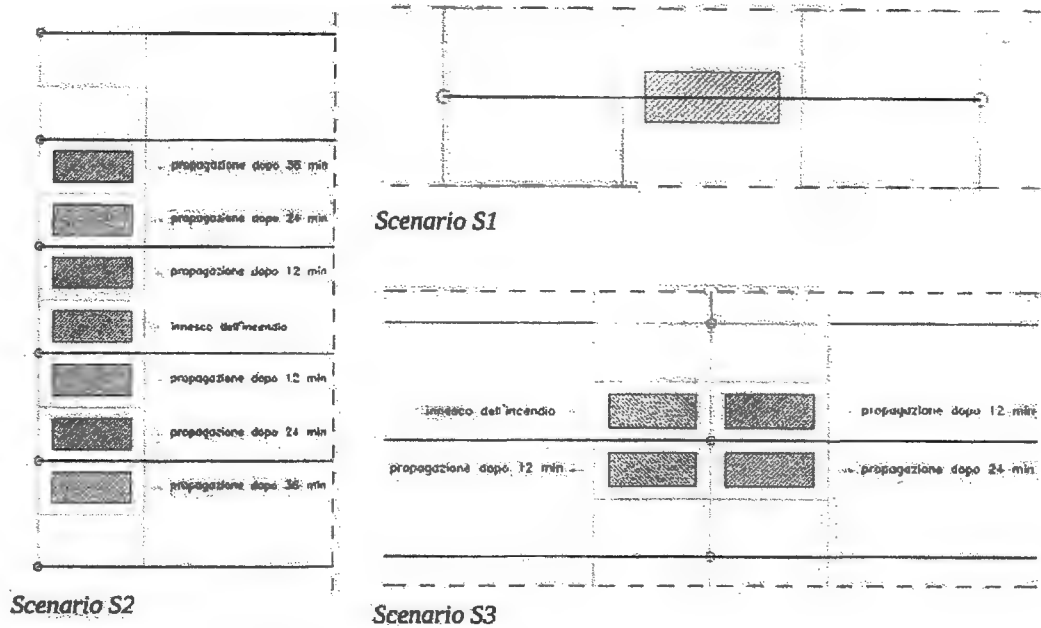 propagazione dopo 36 min
propagazione dopo 24 min
propagazione dopo 12 min
innesco dell'incendio
propagazione dopo 12 min
propagazione dopo 24 min
propagazione dopo 36 min
Scenario S2
Scenario S1
innesco dell'incendio
propagazione dopo 12 min
propagazione dopo 12 min
propagazione dopo 24 min
Scenario S3